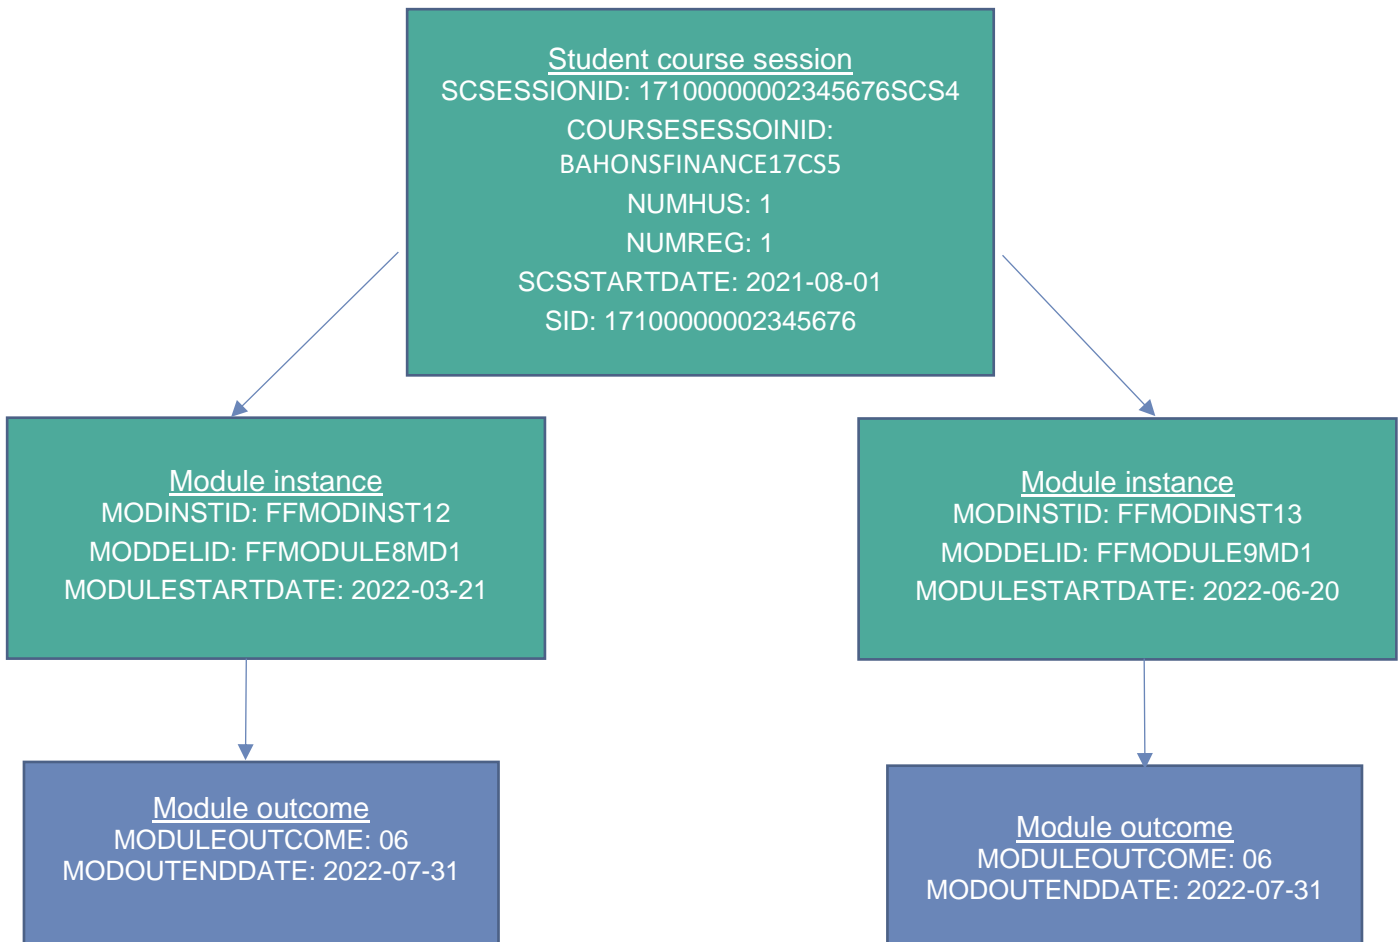 Student course session
SCSESSIONID: 17100000002345676SCS4
COURSESESSOINID:
BAHONSFINANCE17CS5
NUMHUS: 1
NUMREG: 1
SCSSTARTDATE: 2021-08-01
SID: 17100000002345676
Module instance
MODINSTID: FFMODINST12
MODDELID: FFMODULE8MD1
MODULESTARTDATE: 2022-03-21
Module instance
MODINSTID: FFMODINST13
MODDELID: FFMODULE9MD1
MODULESTARTDATE: 2022-06-20
Module outcome
MODULEOUTCOME: 06
MODOUTENDDATE: 2022-07-31
Module outcome
MODULEOUTCOME: 06
MODOUTENDDATE: 2022-07-31